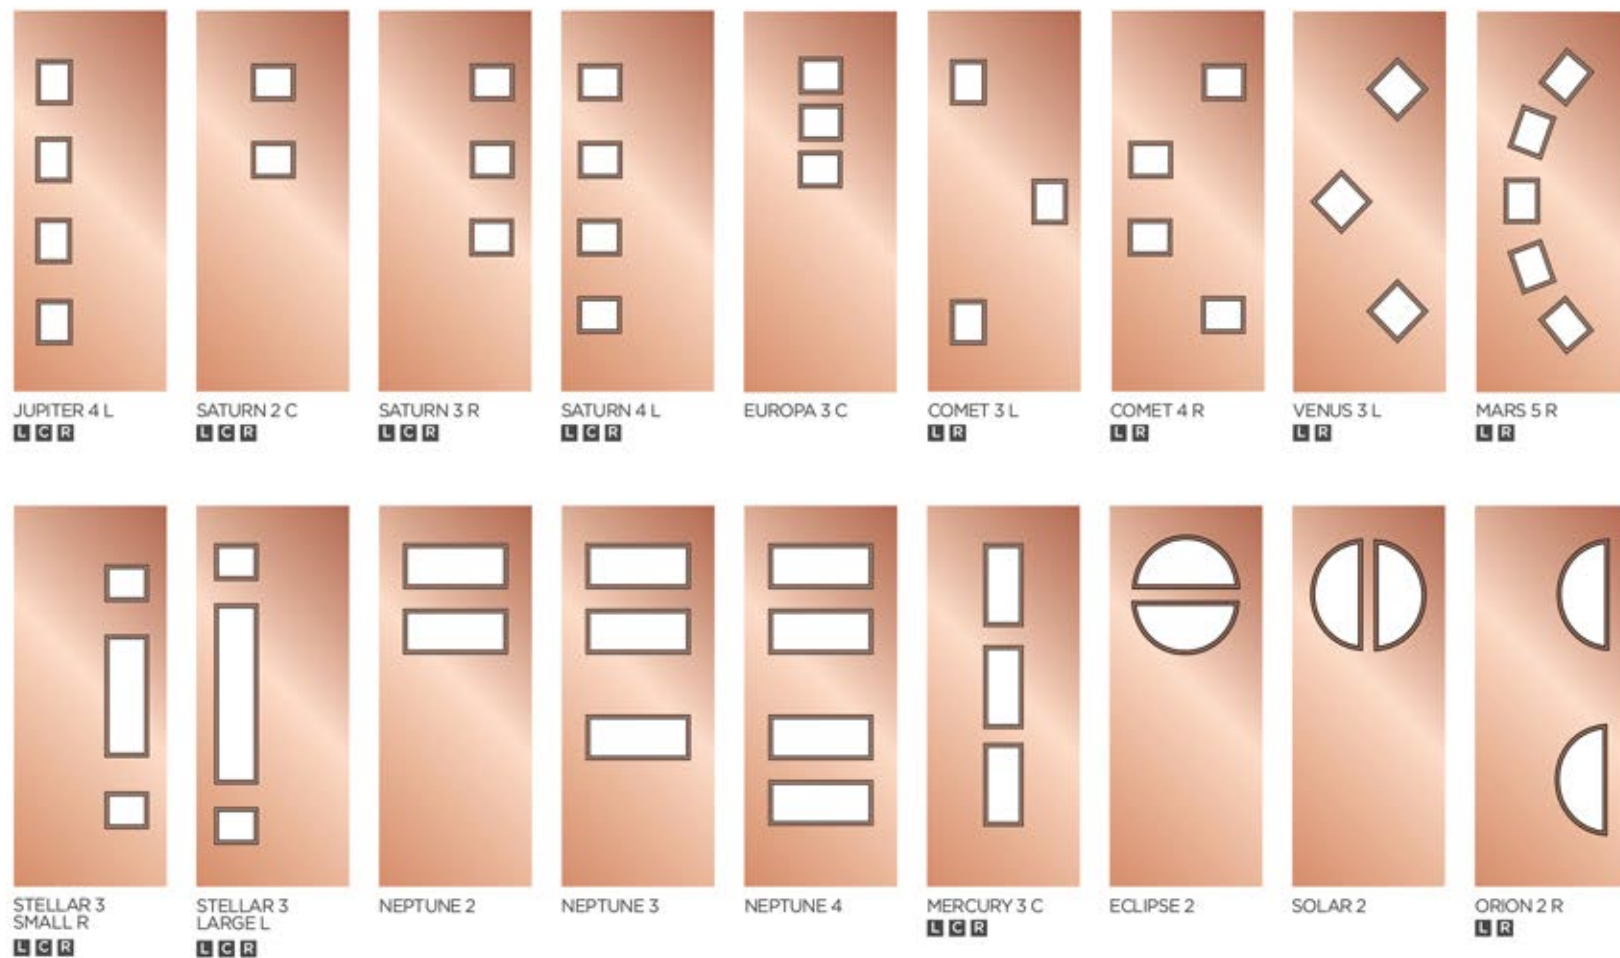 JUPITER 4 L
L C R
SATURN 2 C
L C R
SATURN 3 R
L C R
SATURN 4 L
L C R
EUROPA 3 C
COMET 3 L
L R
COMET 4 R
L R
VENUS 3 L
L R
MARS 5 R
L R
STELLAR 3
SMALL R
L C R
STELLAR 3
LARGE L
L C R
NEPTUNE 2
NEPTUNE 3
NEPTUNE 4
MERCURY 3 C
L C R
ECLIPSE 2
SOLAR 2
ORION 2 R
L R